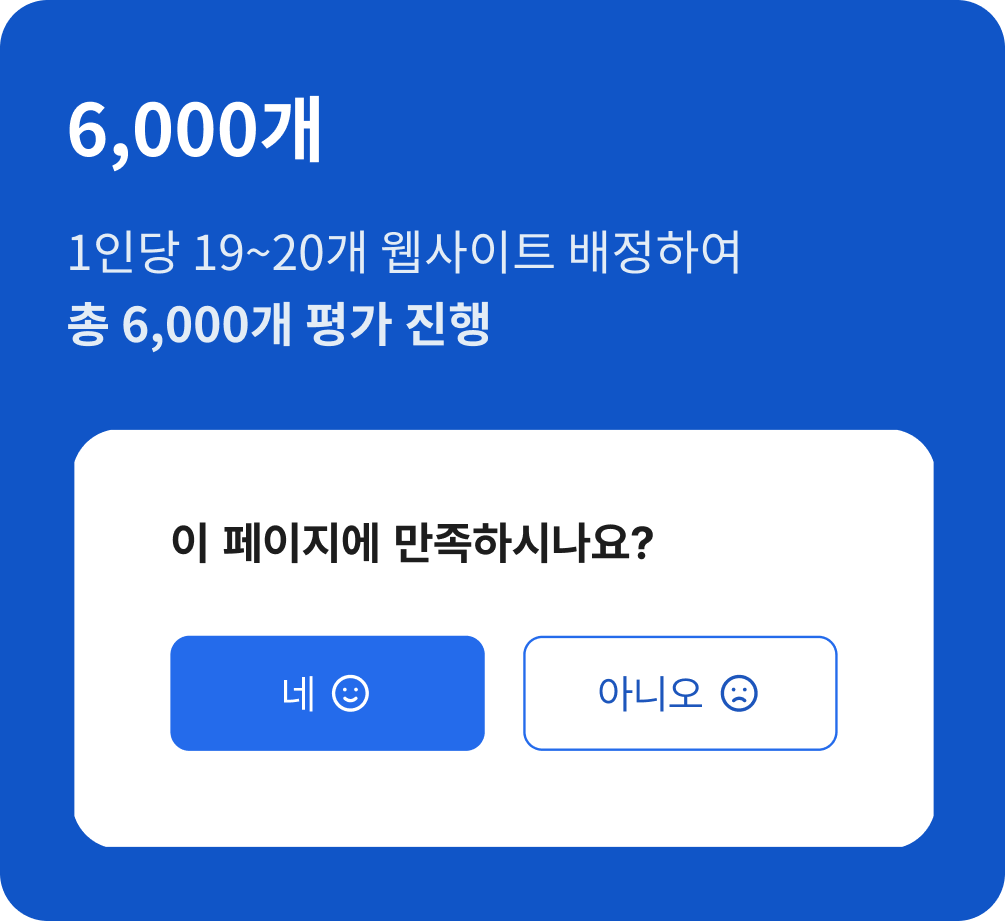 6,000개
1인당 19~20개 웹사이트 배정하여
총 6,000개 평가 진행
이 페이지에 만족하시나요?
네
아니오